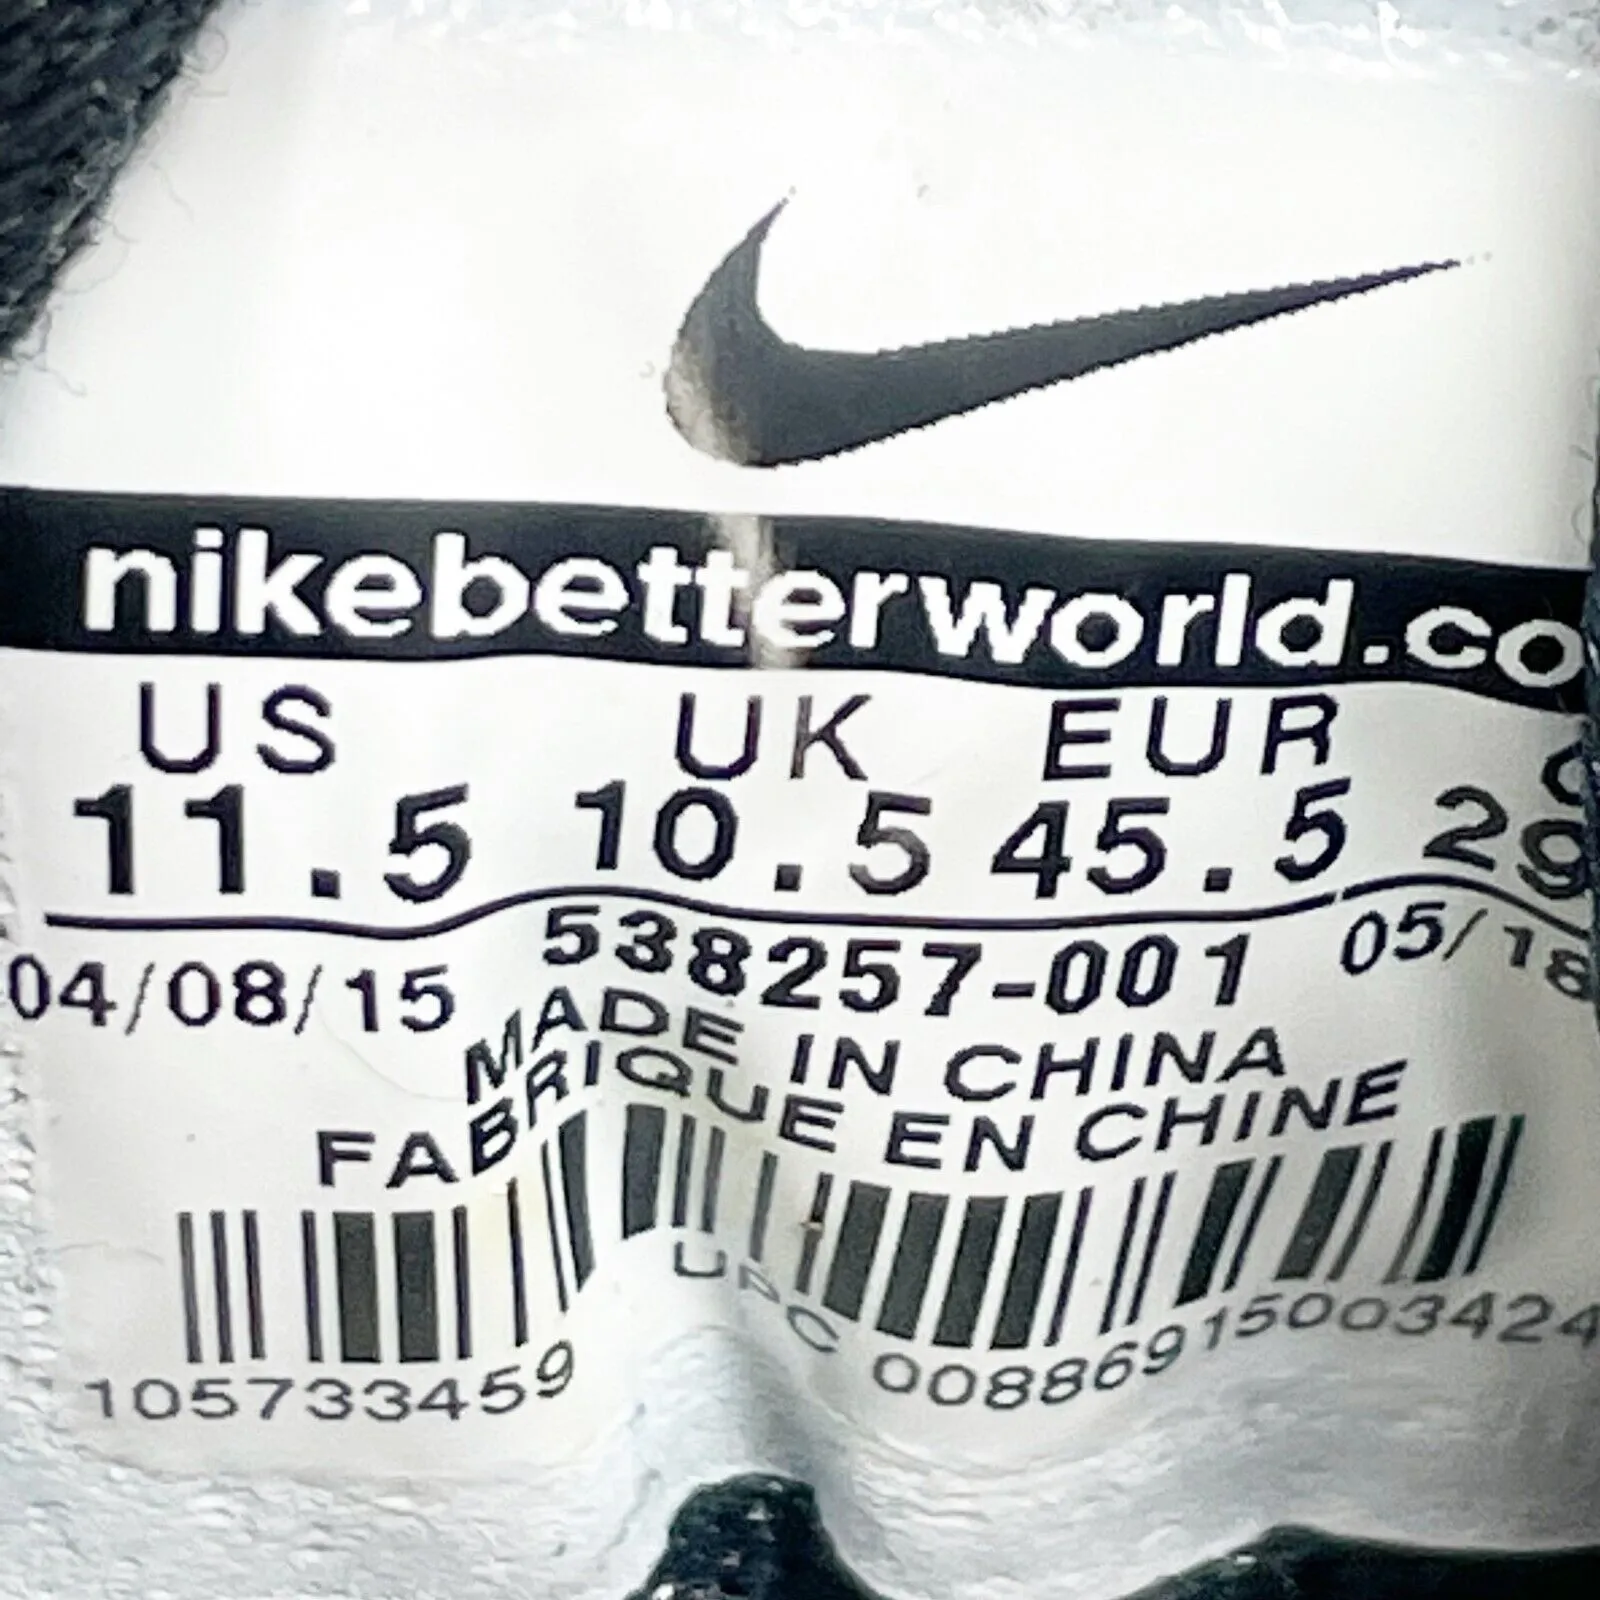 nikebetterworld.co
US UK EUR
11.5 10.5 45.5 29
04/08/15 538257-001 05/18
MADE IN CHINA
FABRIQUE EN CHINE
105733459 UPC 00886915003424